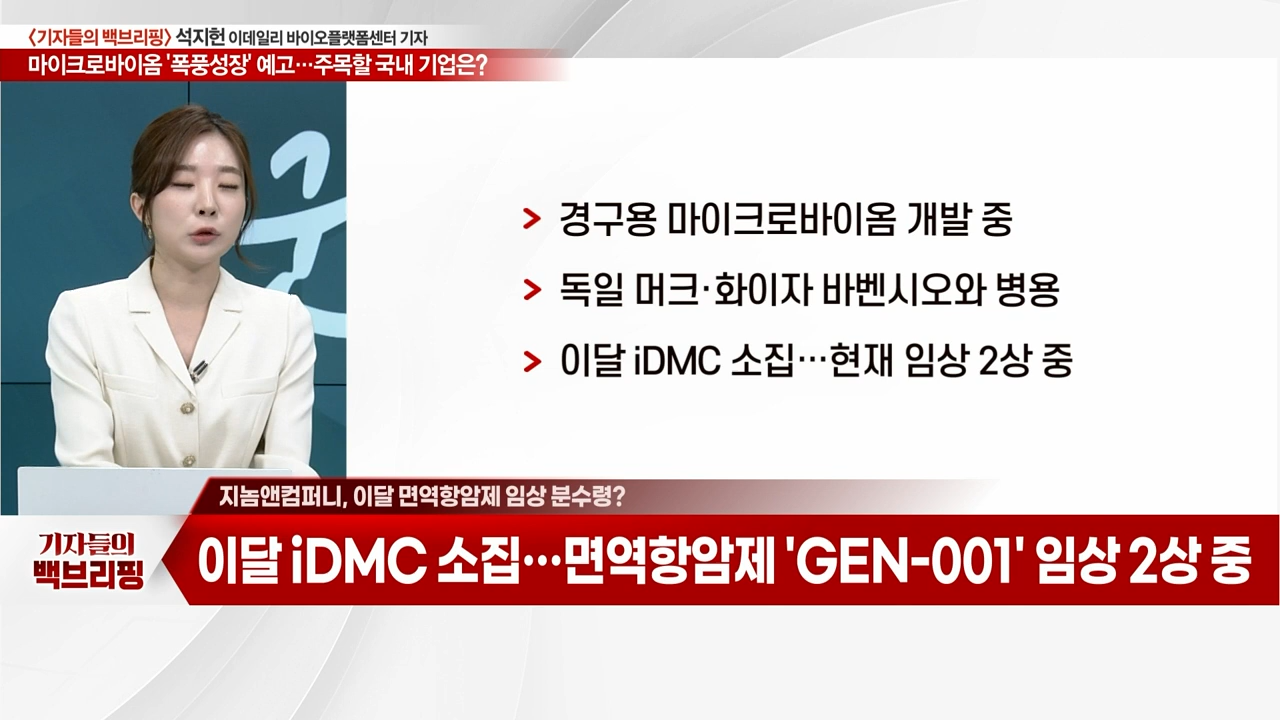 <기자들의 백브리핑> 석지헌 이데일리 바이오플랫폼센터 기자
마이크로바이옴 '폭풍성장' 예고…주목할 국내 기업은?
> 경구용 마이크로바이옴 개발 중
> 독일 머크·화이자 바벤시오와 병용
> 이달 iDMC 소집…현재 임상 2상 중
지놈앤컴퍼니, 이달 면역항암제 임상 분수령?
기자들의
백브리핑
이달 iDMC 소집…면역항암제 'GEN-001' 임상 2상 중